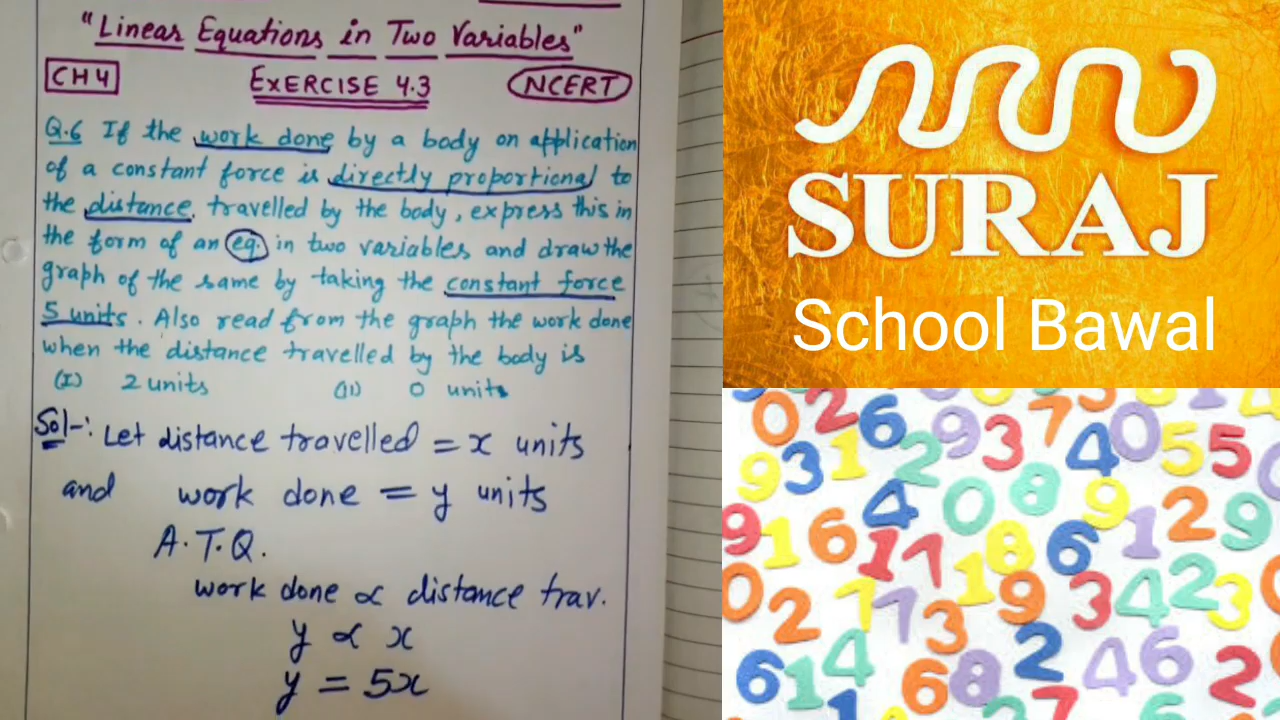 "Linear Equations in Two Variables"
CH 4
EXERCISE 4.3
NCERT
Q.6 If the work done by a body on application
of a constant force is directly proportional to
the distance travelled by the body, express this in
the form of an eq. in two variables and draw the
graph of the same by taking the constant force
5 units. Also read from the graph the work done
when the distance travelled by the body is
(I) 2 units (II) 0 units
Sol-: Let distance travelled = x units
and work done = y units
A.T.Q.
work done ∝ distance trav.
y ∝ x
y = 5x
SURAJ
School Bawal